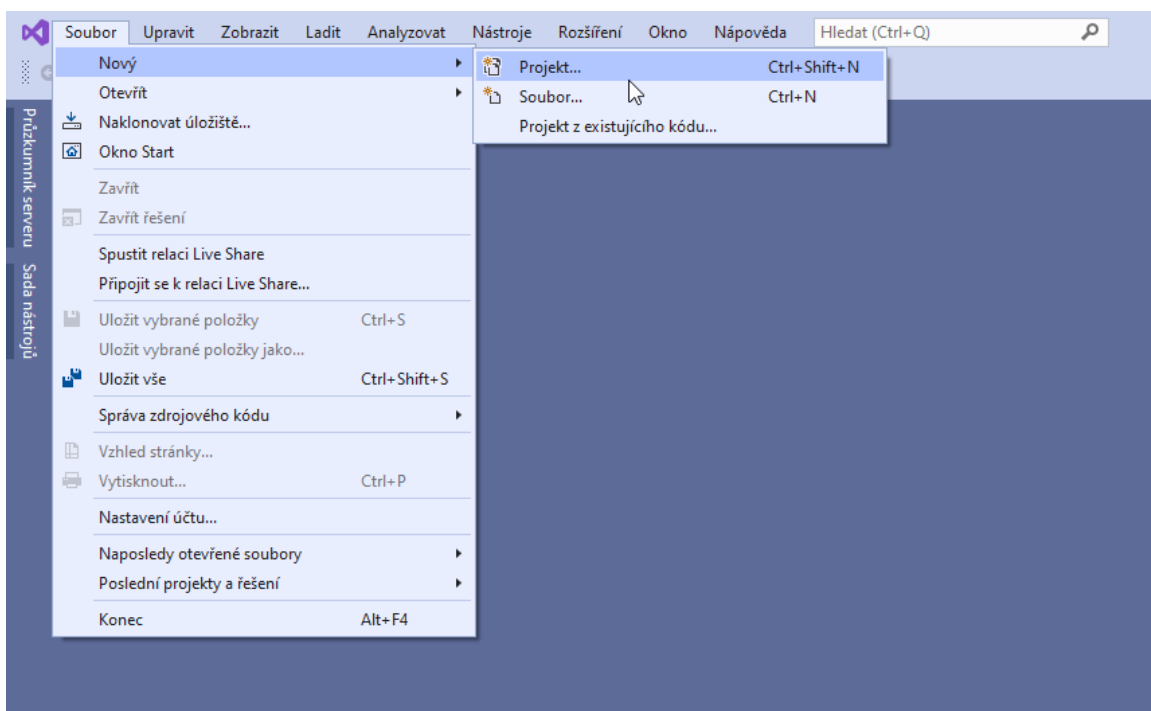 Soubor Upravit Zobrazit Ladit Analyzovat Nástroje Rozšíření Okno Nápověda Hledat (Ctrl+Q)
Nový
Otevřít
Naklonovat úložiště...
Okno Start
Zavřít
Zavřít řešení
Spustit relaci Live Share
Připojit se k relaci Live Share...
Uložit vybrané položky Ctrl+S
Uložit vybrané položky jako...
Uložit vše Ctrl+Shift+S
Správa zdrojového kódu
Vzhled stránky...
Vytisknout... Ctrl+P
Nastavení účtu...
Naposledy otevřené soubory
Poslední projekty a řešení
Konec Alt+F4
Projekt... Ctrl+Shift+N
Soubor... Ctrl+N
Projekt z existujícího kódu...
Průzkumník serveru
Sada nástrojů